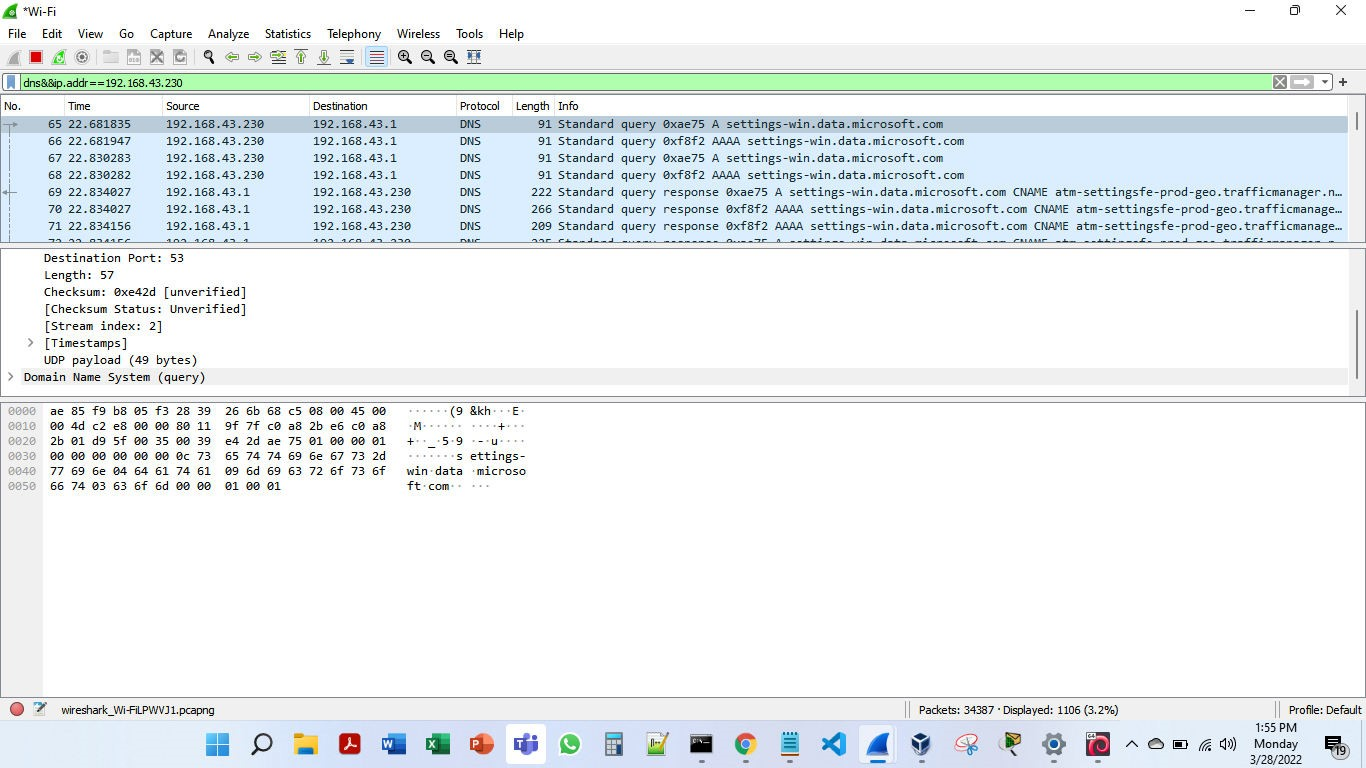 *Wi-Fi
File Edit View Go Capture Analyze Statistics Telephony Wireless Tools Help
dns&&ip.addr==192.168.43.230
No. Time Source Destination Protocol Length Info
65 22.681835 192.168.43.230 192.168.43.1 DNS 91 Standard query 0xae75 A settings-win.data.microsoft.com
66 22.681947 192.168.43.230 192.168.43.1 DNS 91 Standard query 0xf8f2 AAAA settings-win.data.microsoft.com
67 22.830283 192.168.43.230 192.168.43.1 DNS 91 Standard query 0xae75 A settings-win.data.microsoft.com
68 22.830282 192.168.43.230 192.168.43.1 DNS 91 Standard query 0xf8f2 AAAA settings-win.data.microsoft.com
69 22.834027 192.168.43.1 192.168.43.230 DNS 222 Standard query response 0xae75 A settings-win.data.microsoft.com CNAME atm-settingsfe-prod-geo.trafficmanager.n…
70 22.834027 192.168.43.1 192.168.43.230 DNS 266 Standard query response 0xf8f2 AAAA settings-win.data.microsoft.com CNAME atm-settingsfe-prod-geo.trafficmanage…
71 22.834156 192.168.43.1 192.168.43.230 DNS 209 Standard query response 0xf8f2 AAAA settings-win.data.microsoft.com CNAME atm-settingsfe-prod-geo.trafficmanage…
Destination Port: 53
Length: 57
Checksum: 0xe42d [unverified]
[Checksum Status: Unverified]
[Stream index: 2]
[Timestamps]
UDP payload (49 bytes)
Domain Name System (query)
0000 ae 85 f9 b8 05 f3 28 39 26 6b 68 c5 08 00 45 00 ······(9 &kh···E·
0010 00 4d c2 e8 00 00 80 11 9f 7f c0 a8 2b e6 c0 a8 ·M······ ····+···
0020 2b 01 d9 5f 00 35 00 39 e4 2d ae 75 01 00 00 01 +··_·5·9 ·-·u····
0030 00 00 00 00 00 00 0c 73 65 74 74 69 6e 67 73 2d ·······s ettings-
0040 77 69 6e 04 64 61 74 61 09 6d 69 63 72 6f 73 6f win·data ·microso
0050 66 74 03 63 6f 6d 00 00 01 00 01 ft·com·· ···
wireshark_Wi-FiLPWVJ1.pcapng Packets: 34387 · Displayed: 1106 (3.2%) Profile: Default
1:55 PM
Monday
3/28/2022
19